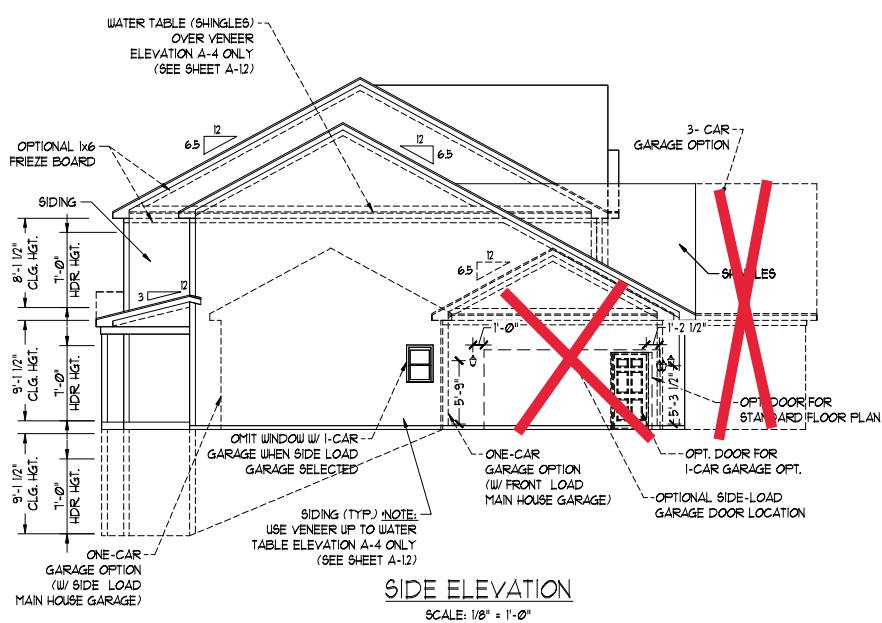 WATER TABLE (SHINGLES)
OVER VENEER
ELEVATION A-4 ONLY
(SEE SHEET A-1.2)
3- CAR
GARAGE OPTION
OPTIONAL 1x6
FRIEZE BOARD
12
6.5
12
6.5
SIDING
8'-1 1/2"
CLG. HGT.
7'-0"
HDR. HGT.
12
3
12
6.5
SHINGLES
9'-1 1/2"
CLG. HGT.
7'-0"
HDR. HGT.
1'-0"
1'-2 1/2"
5'-9"
5'-3 1/2"
OPT. DOOR FOR
STANDARD FLOOR PLAN
OMIT WINDOW W/ 1-CAR
GARAGE WHEN SIDE LOAD
GARAGE SELECTED
ONE-CAR
GARAGE OPTION
(W/ FRONT LOAD
MAIN HOUSE GARAGE)
OPT. DOOR FOR
1-CAR GARAGE OPT.
OPTIONAL SIDE-LOAD
GARAGE DOOR LOCATION
9'-1 1/2"
CLG. HGT.
7'-0"
HDR. HGT.
SIDING (TYP.) *NOTE:
USE VENEER UP TO WATER
TABLE ELEVATION A-4 ONLY
(SEE SHEET A-1.2)
ONE-CAR
GARAGE OPTION
(W/ SIDE LOAD
MAIN HOUSE GARAGE)
SIDE ELEVATION
SCALE: 1/8" = 1'-0"